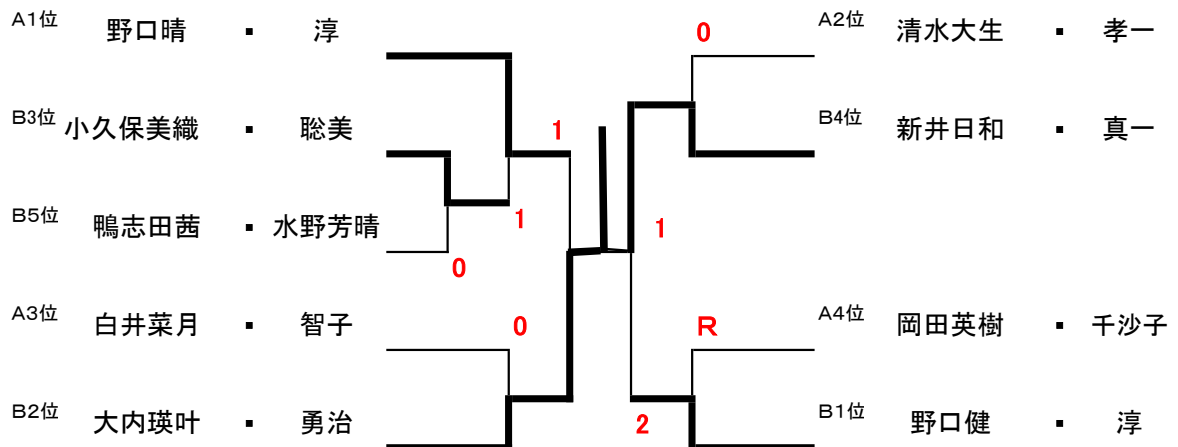 A1位 野口晴 ・ 淳
B3位 小久保美織 ・ 聡美
B5位 鴨志田茜 ・ 水野芳晴
A3位 白井菜月 ・ 智子
B2位 大内瑛叶 ・ 勇治
1
1
0
0
0
1
R
2
A2位 清水大生 ・ 孝一
B4位 新井日和 ・ 真一
A4位 岡田英樹 ・ 千沙子
B1位 野口健 ・ 淳